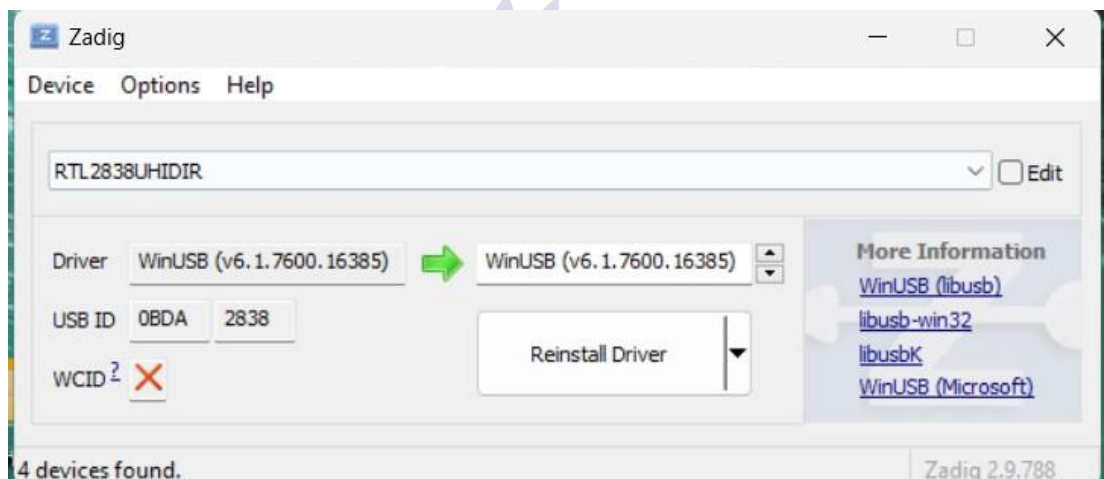 Zadig
Device Options Help
RTL2838UHIDIR
Edit
Driver WinUSB (v6.1.7600.16385) WinUSB (v6.1.7600.16385)
USB ID 0BDA 2838
WCID ?
Reinstall Driver
More Information
WinUSB (libusb)
libusb-win32
libusbK
WinUSB (Microsoft)
4 devices found.
Zadig 2.9.788